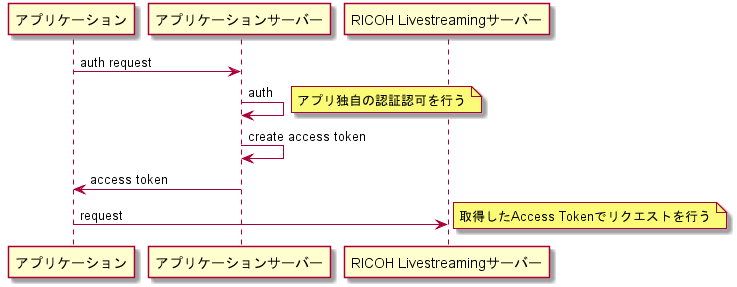 アプリケーション
アプリケーションサーバー
RICOH Livestreamingサーバー
auth request
auth
アプリ独自の認証認可を行う
create access token
access token
request
取得したAccess Tokenでリクエストを行う
アプリケーション
アプリケーションサーバー
RICOH Livestreamingサーバー